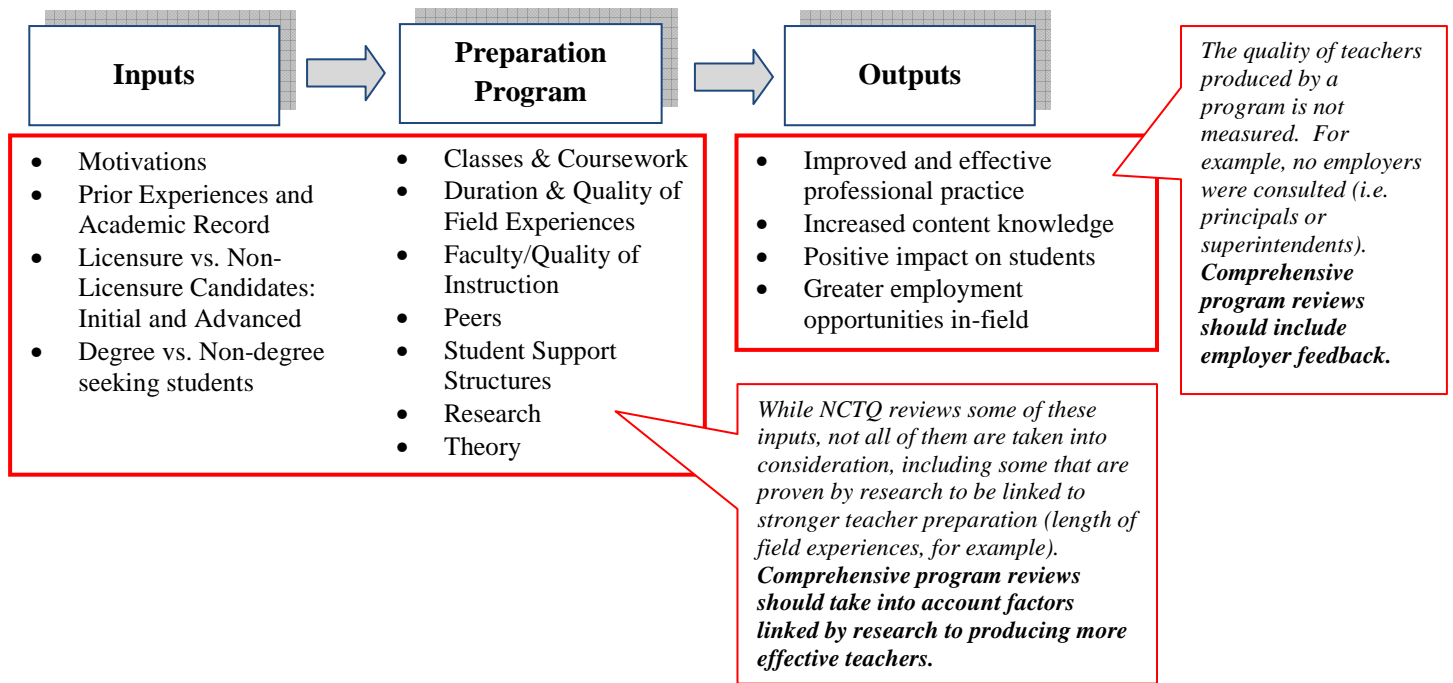 Inputs
Preparation
Program
Outputs
• Motivations
• Prior Experiences and
Academic Record
• Licensure vs. Non-
Licensure Candidates:
Initial and Advanced
• Degree vs. Non-degree
seeking students
• Classes & Coursework
• Duration & Quality of
Field Experiences
• Faculty/Quality of
Instruction
• Peers
• Student Support
Structures
• Research
• Theory
• Improved and effective
professional practice
• Increased content knowledge
• Positive impact on students
• Greater employment
opportunities in-field
The quality of teachers
produced by a
program is not
measured.  For
example, no employers
were consulted (i.e.
principals or
superintendents).
Comprehensive
program reviews
should include
employer feedback.
While NCTQ reviews some of these
inputs, not all of them are taken into
consideration, including some that are
proven by research to be linked to
stronger teacher preparation (length of
field experiences, for example).
Comprehensive program reviews
should take into account factors
linked by research to producing more
effective teachers.